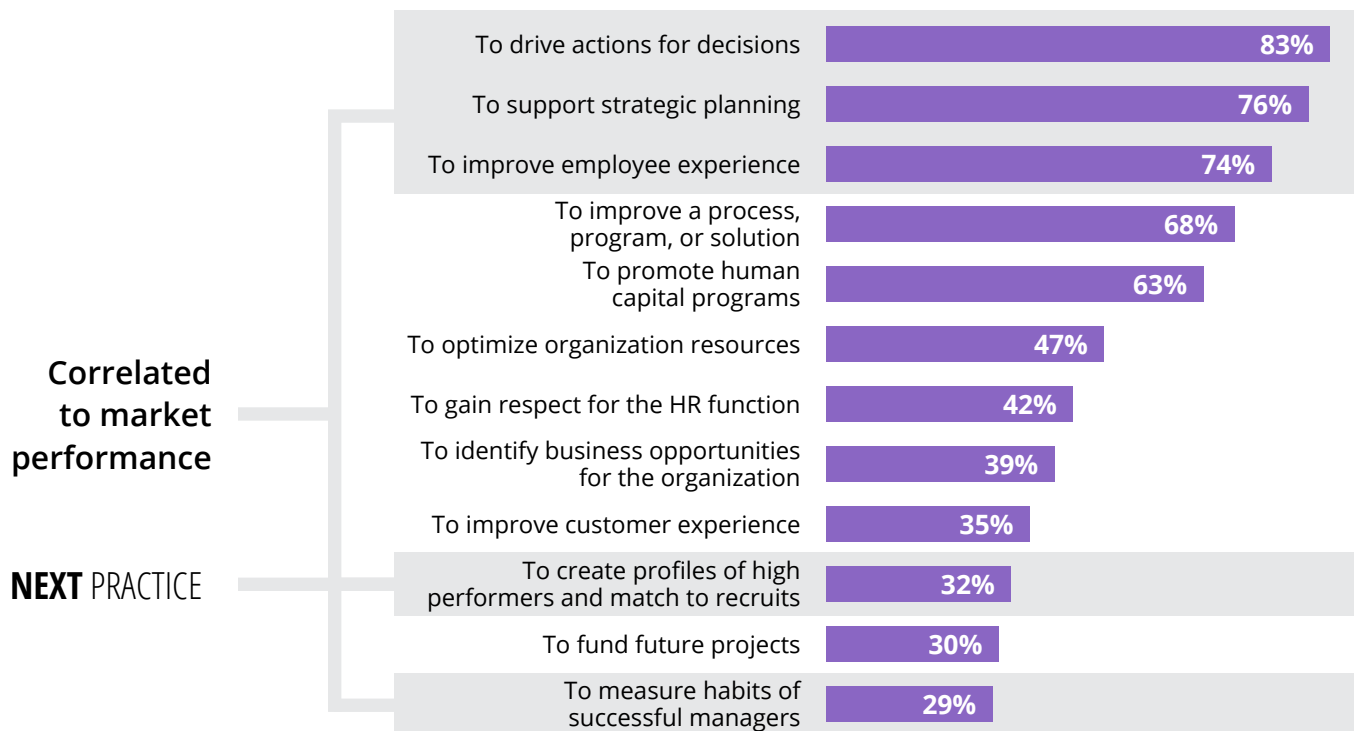 To drive actions for decisions
83%
To support strategic planning
76%
To improve employee experience
74%
To improve a process,
program, or solution
68%
To promote human
capital programs
63%
To optimize organization resources
47%
Correlated
to market
performance
To gain respect for the HR function
42%
To identify business opportunities
for the organization
39%
To improve customer experience
35%
NEXT PRACTICE
To create profiles of high
performers and match to recruits
32%
To fund future projects
30%
To measure habits of
successful managers
29%